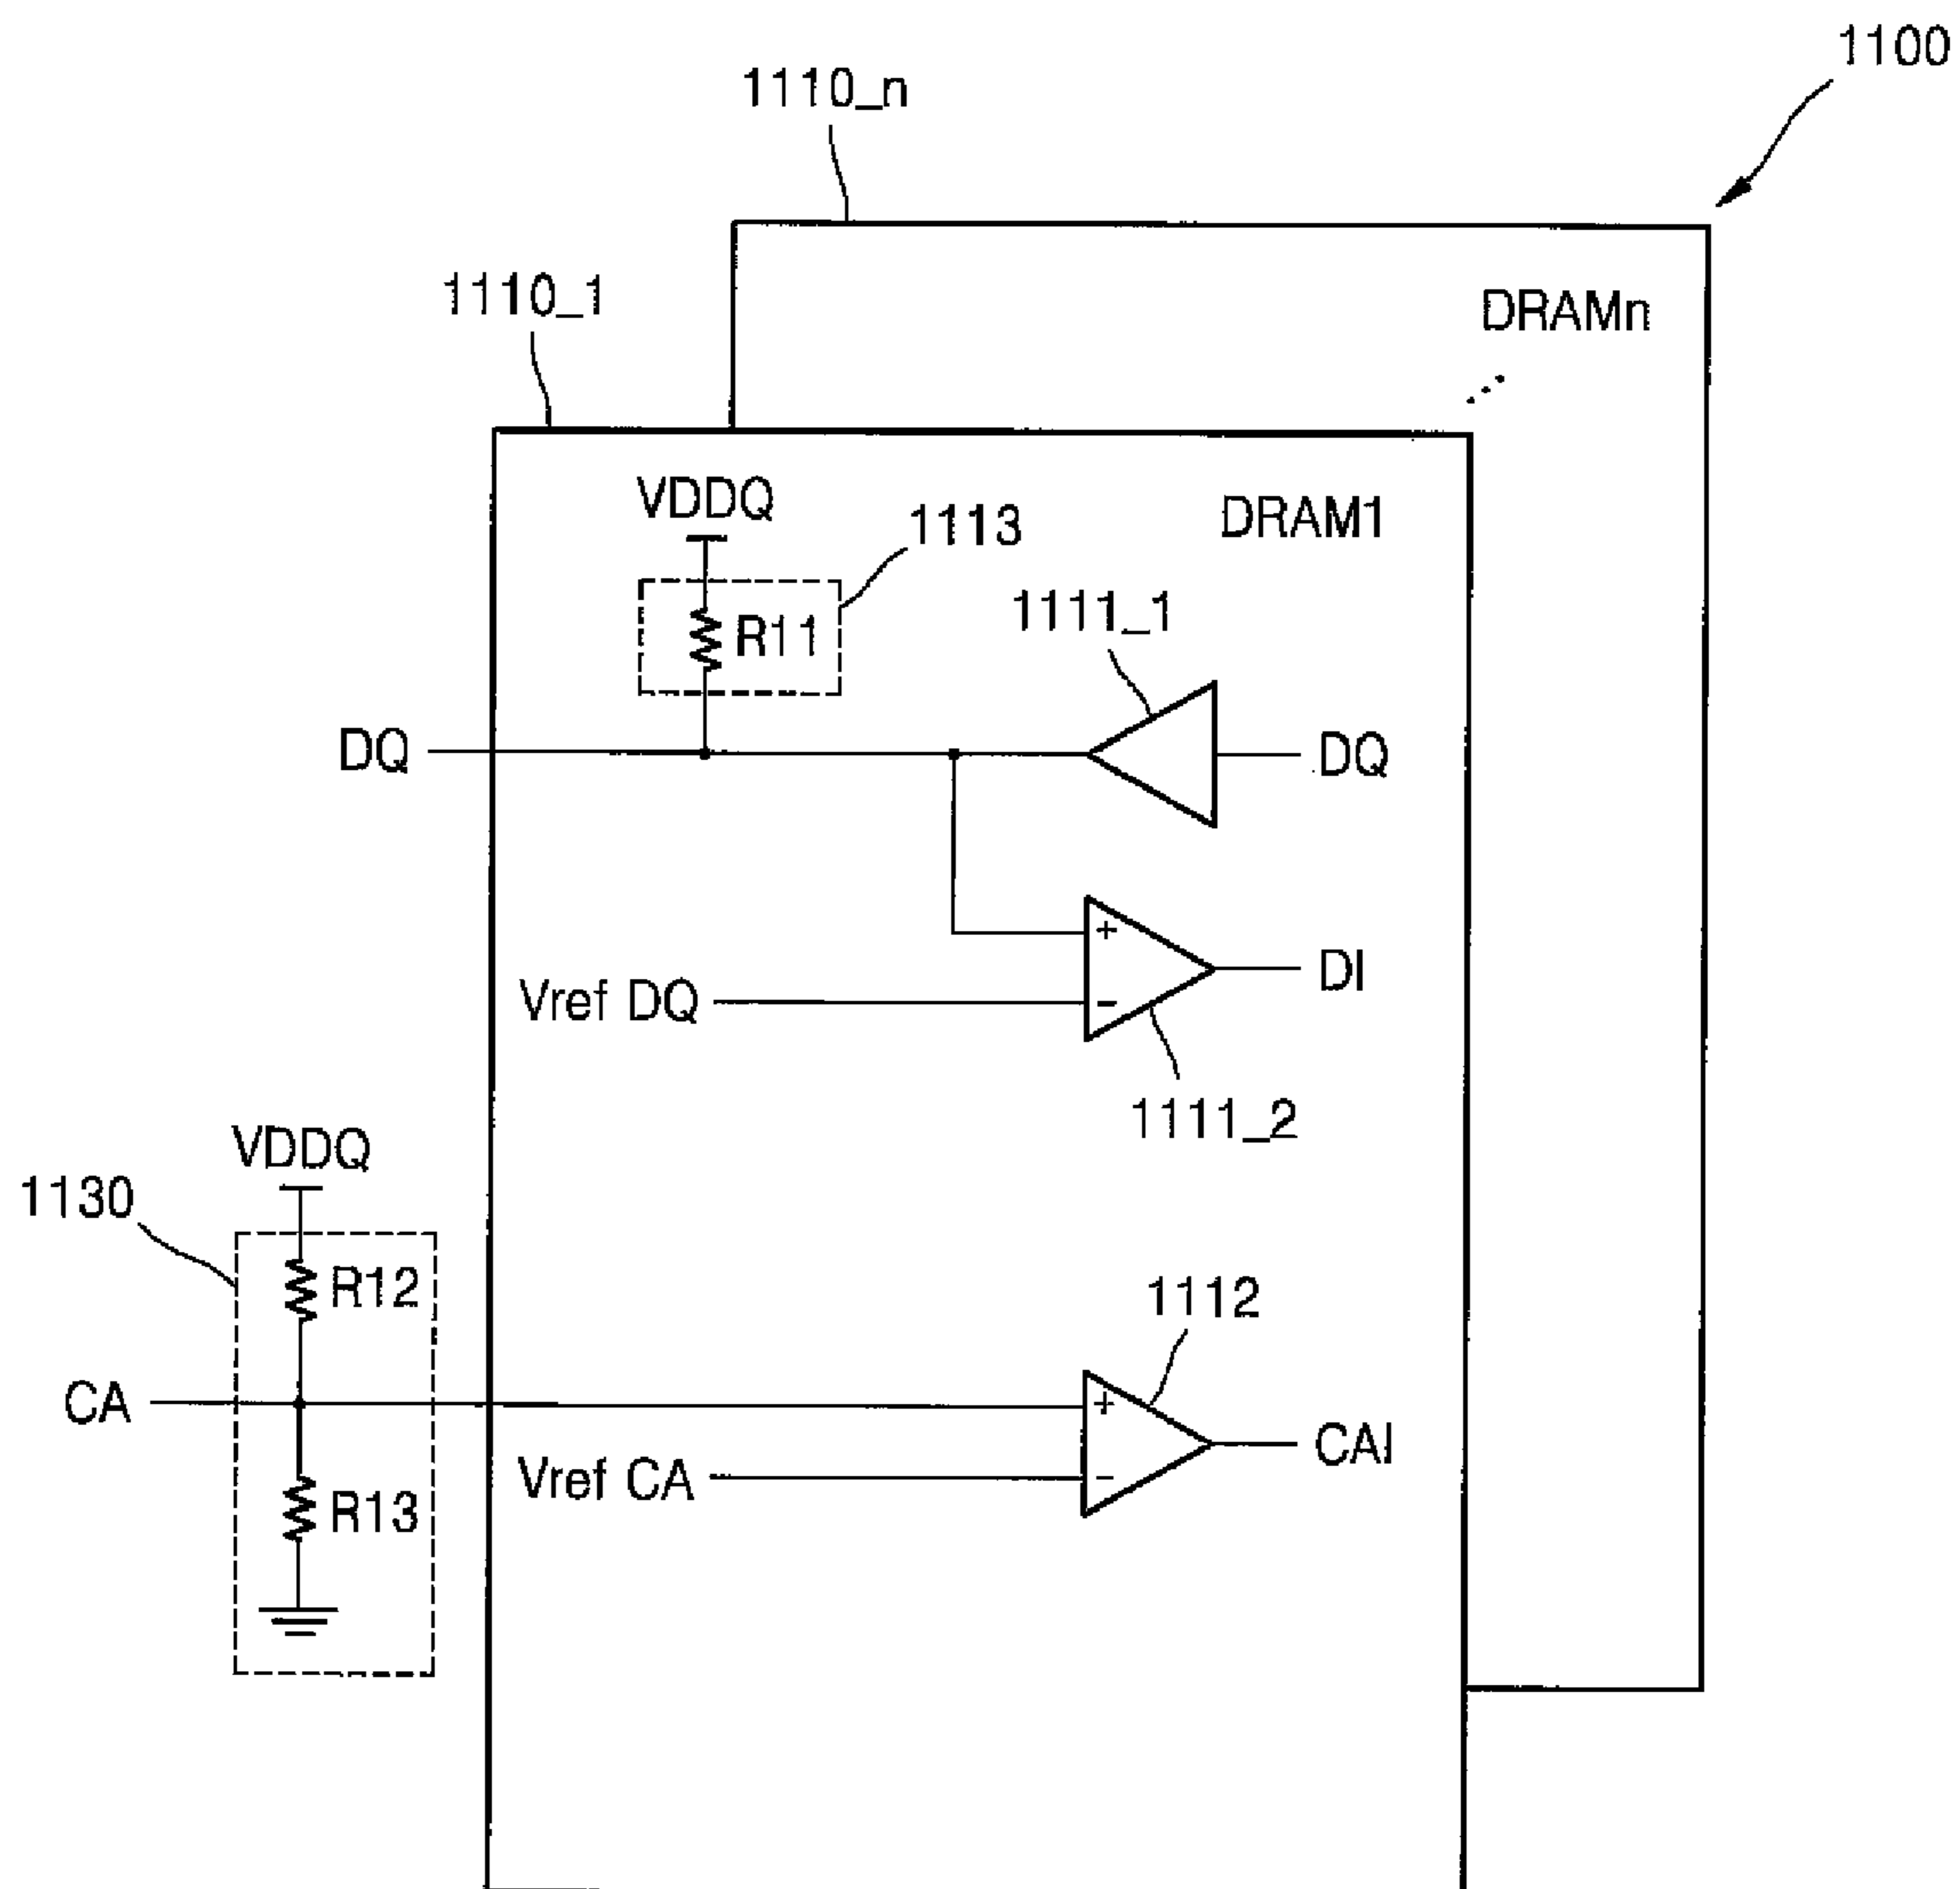 1100
1110_n
1110_1
DRAMn
VDDQ
1113
DRAM1
R11
1111_1
DQ
DQ
DI
Vref DQ
1111_2
VDDQ
1130
R12
1112
CA
CAI
Vref CA
R13
+
-
+
-